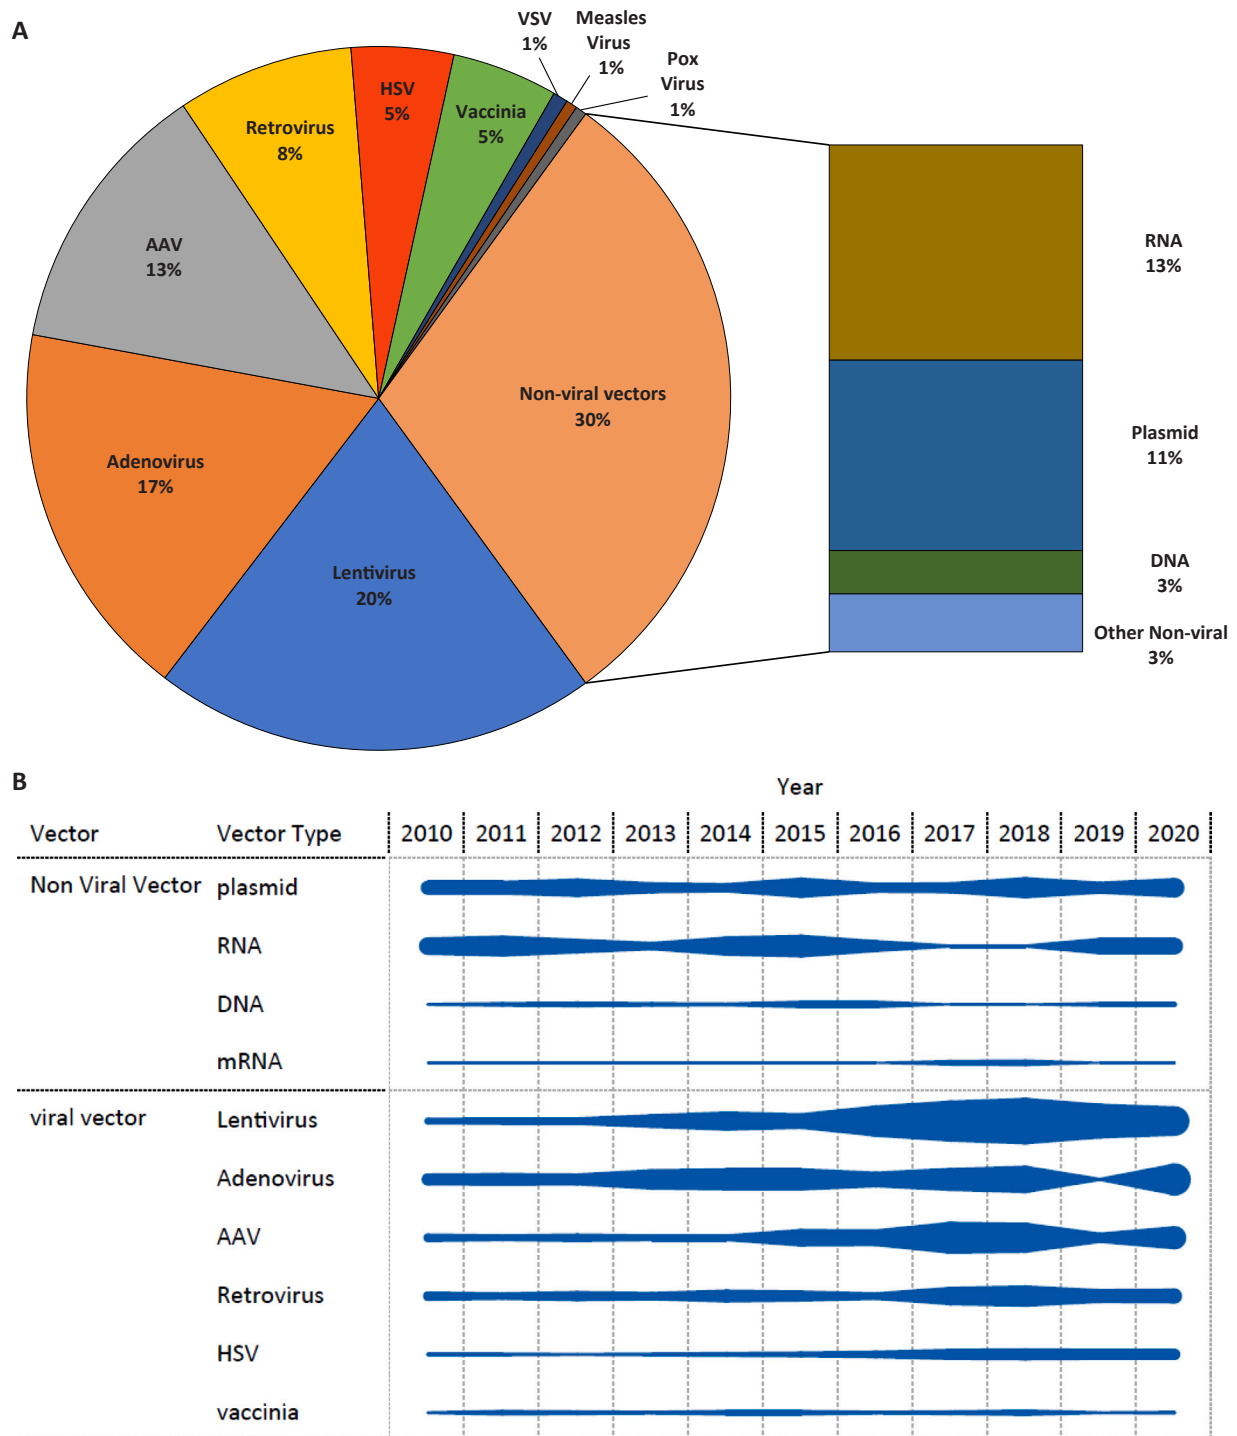 A
VSV
1%
Measles
Virus
1%
Pox
Virus
1%
HSV
5%
Vaccinia
5%
Retrovirus
8%
AAV
13%
Adenovirus
17%
Lentivirus
20%
Non-viral vectors
30%
RNA
13%
Plasmid
11%
DNA
3%
Other Non-viral
3%
B
Year
Vector Vector Type 2010 2011 2012 2013 2014 2015 2016 2017 2018 2019 2020
Non Viral Vector plasmid
RNA
DNA
mRNA
viral vector Lentivirus
Adenovirus
AAV
Retrovirus
HSV
vaccinia